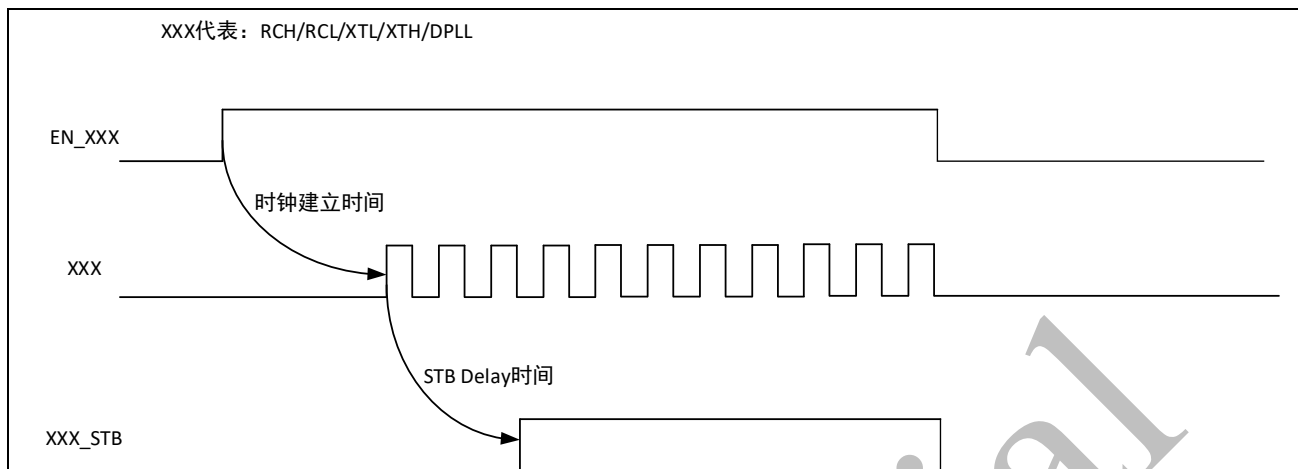 XXX代表：RCH/RCL/XTL/XTH/DPLL
EN_XXX
时钟建立时间
XXX
STB Delay时间
XXX_STB